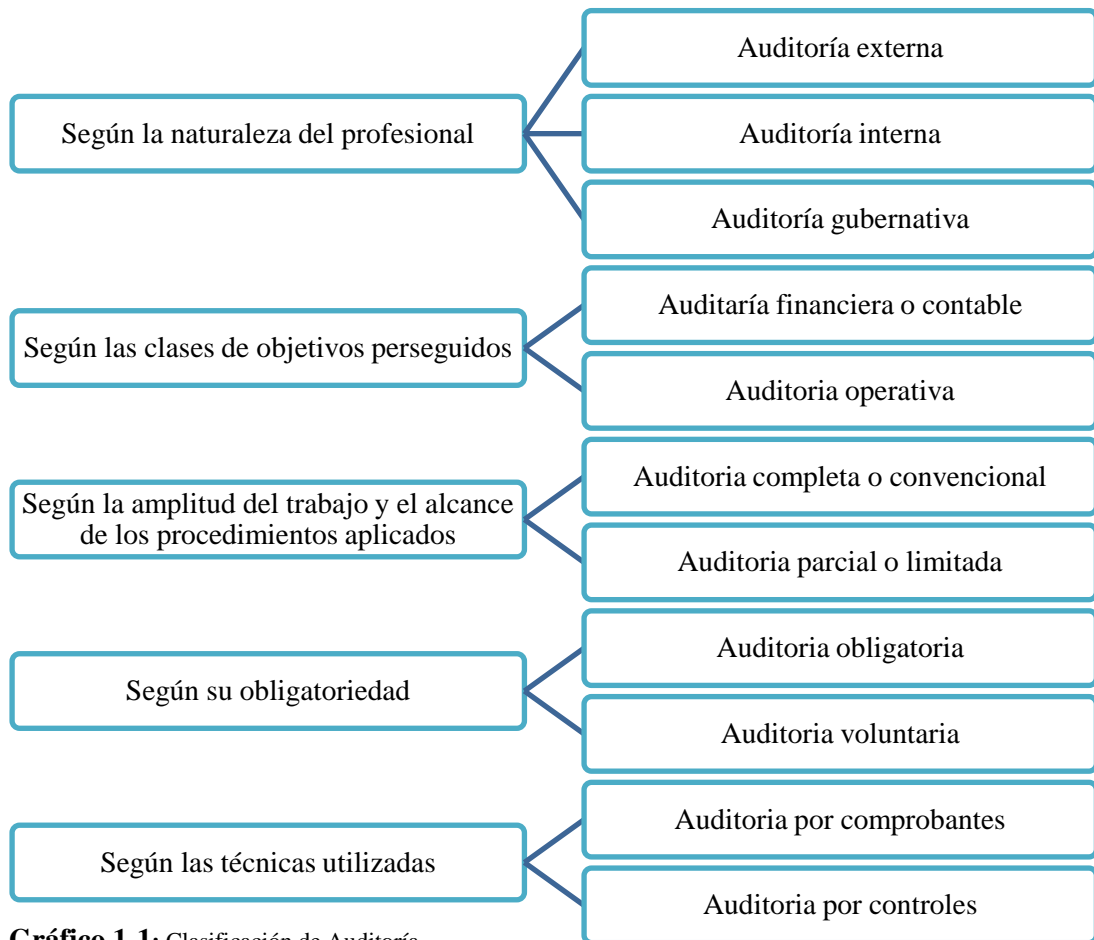 Según la naturaleza del profesional
Auditoría externa
Auditoría interna
Auditoría gubernativa
Según las clases de objetivos perseguidos
Auditaría financiera o contable
Auditoria operativa
Según la amplitud del trabajo y el alcance
de los procedimientos aplicados
Auditoria completa o convencional
Auditoria parcial o limitada
Según su obligatoriedad
Auditoria obligatoria
Auditoria voluntaria
Según las técnicas utilizadas
Auditoria por comprobantes
Auditoria por controles
Gráfico 1-1: Clasificación de Auditoría